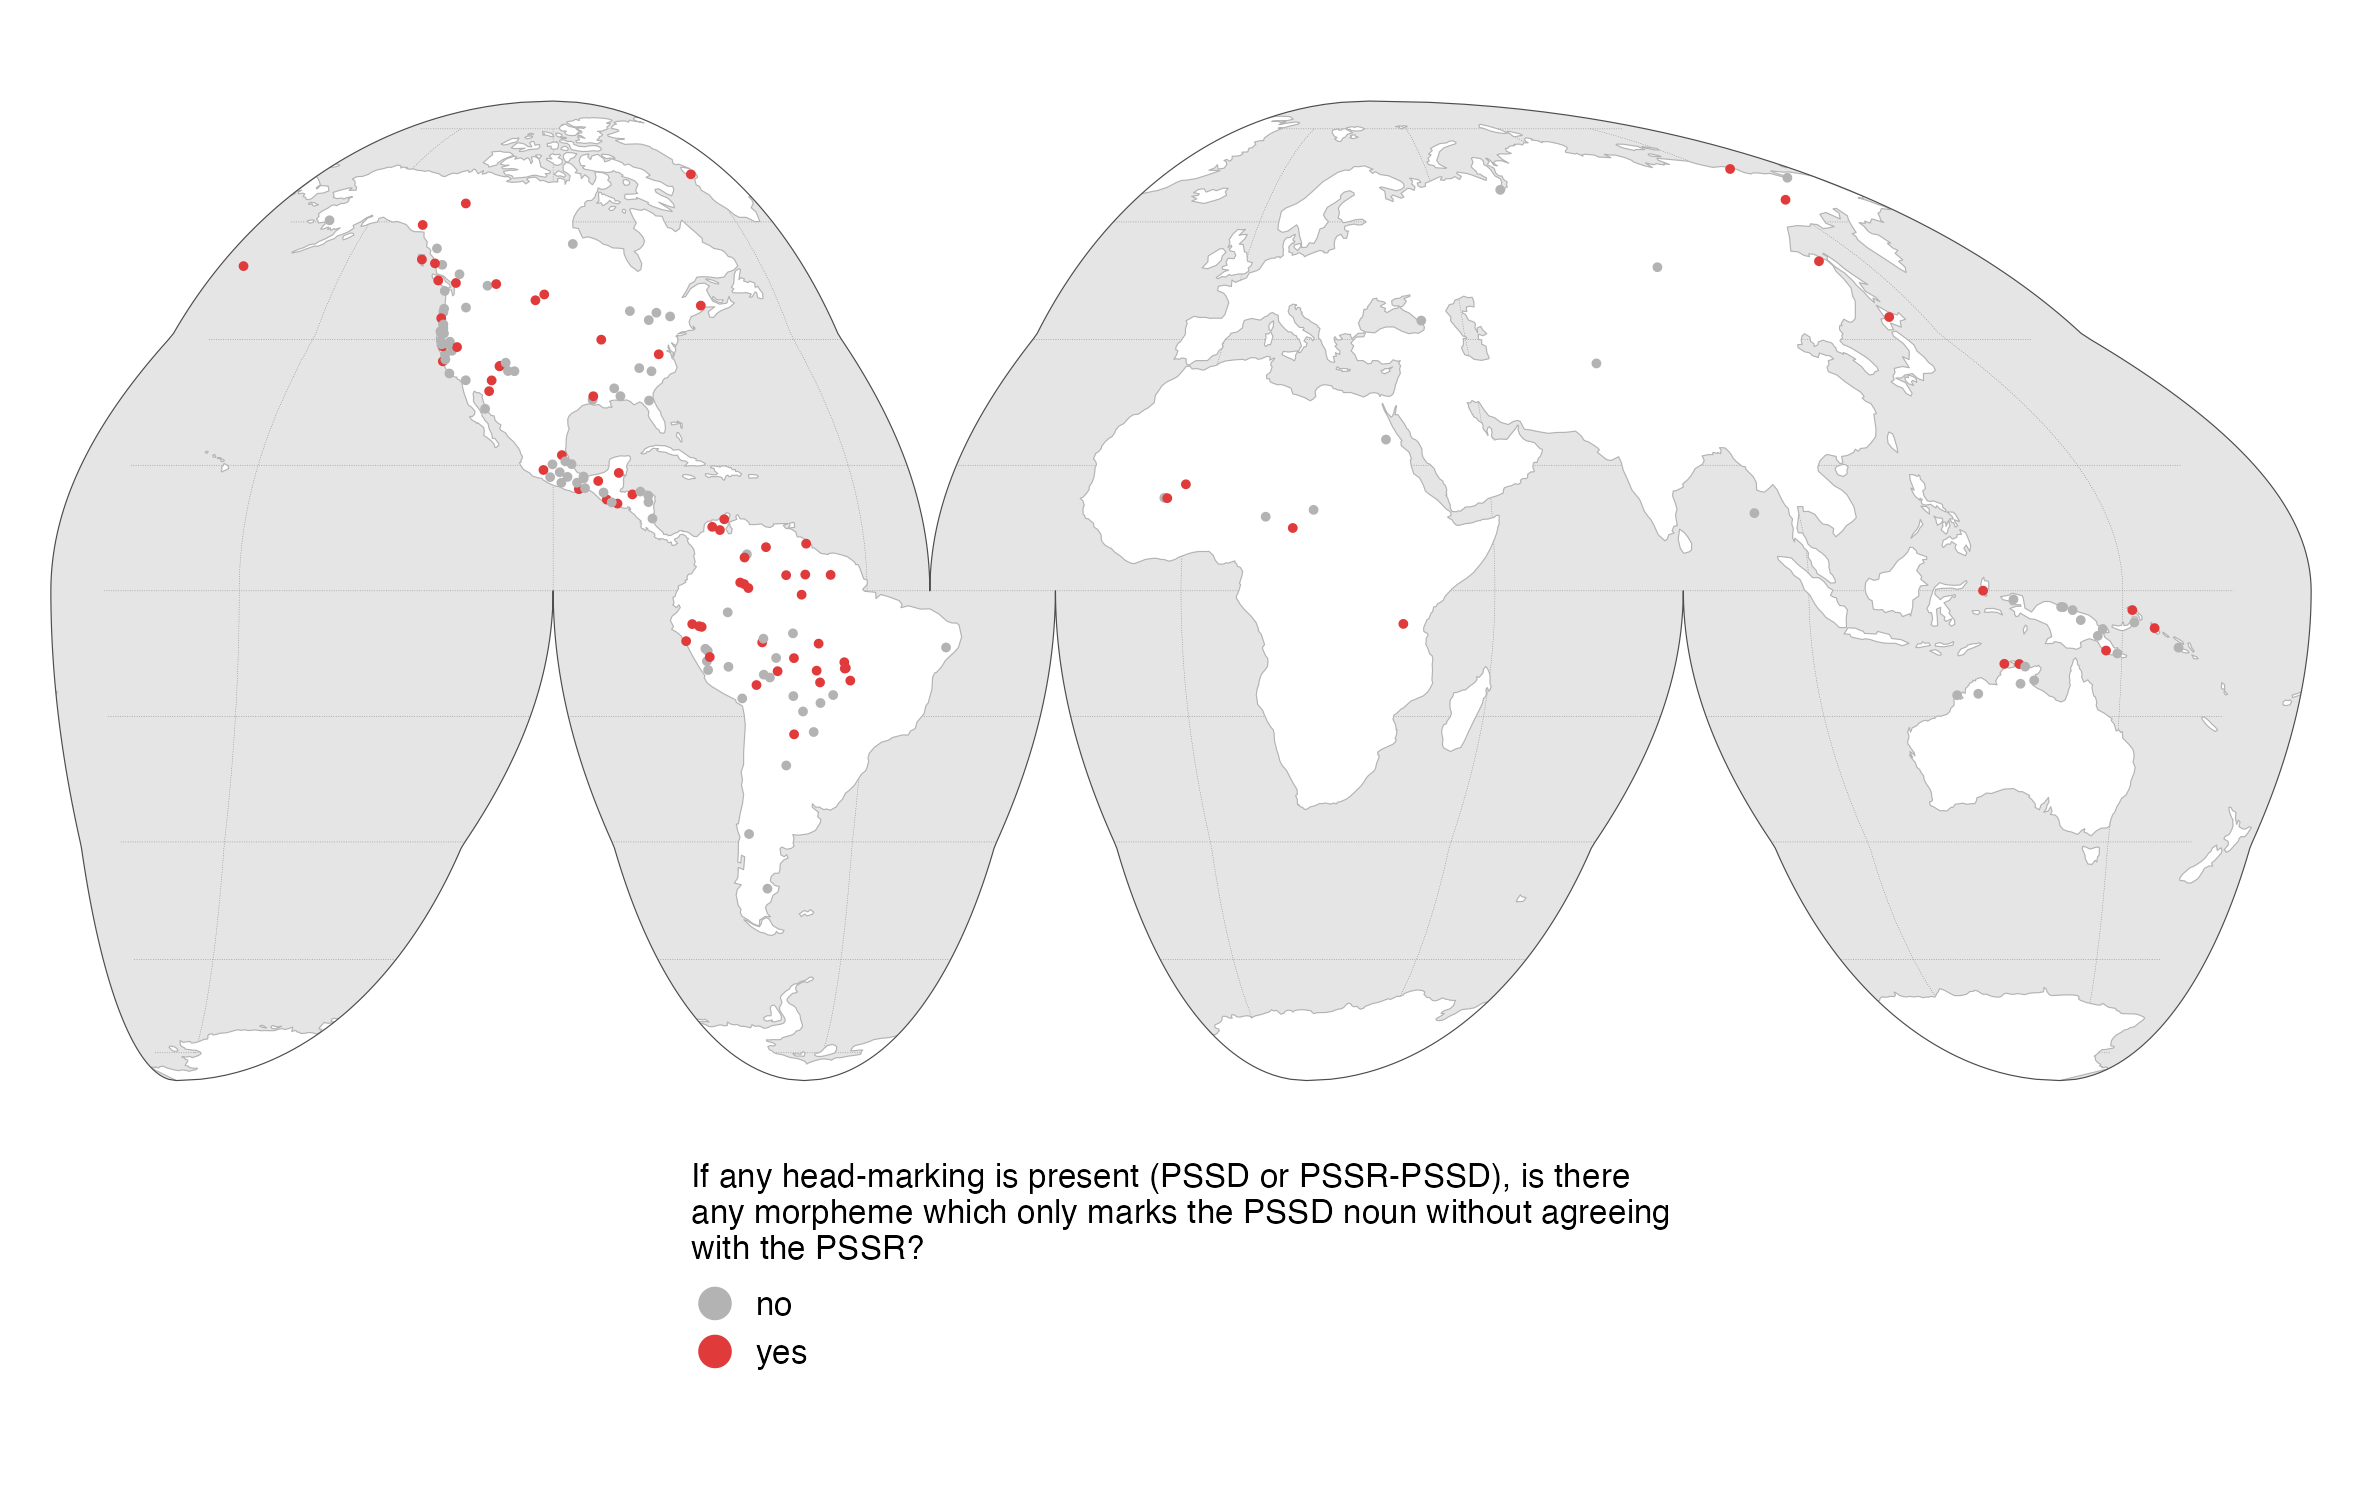 If any head-marking is present (PSSD or PSSR-PSSD), is there
any morpheme which only marks the PSSD noun without agreeing
with the PSSR?
no
yes